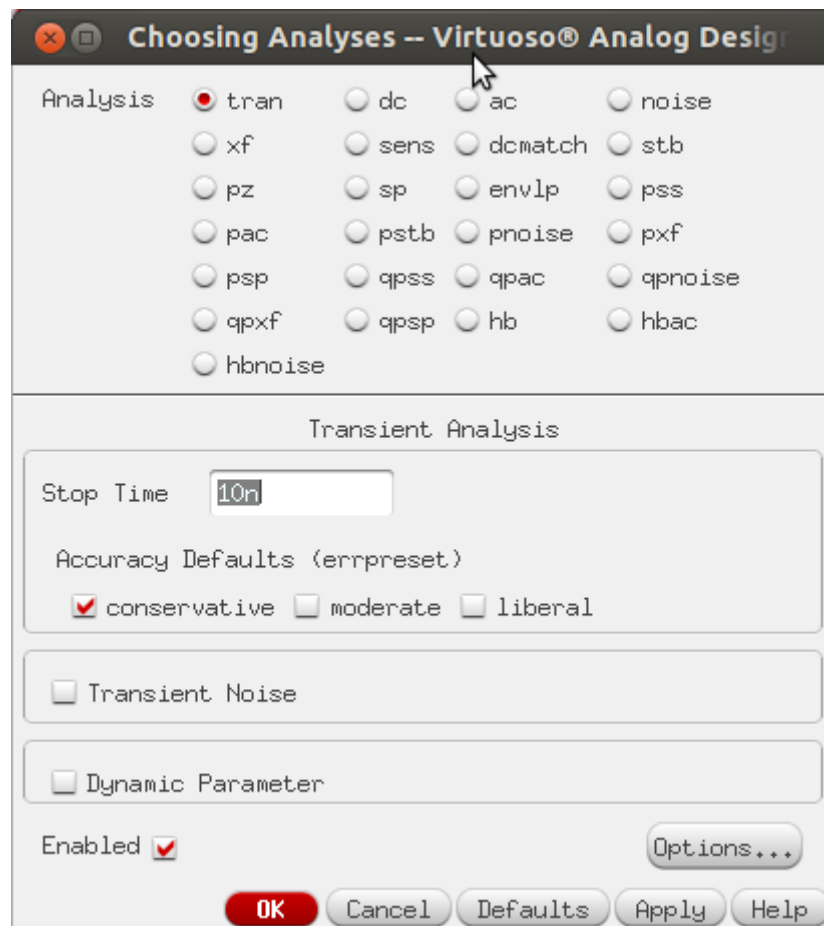 Choosing Analyses -- Virtuoso® Analog Design
Analysis tran dc ac noise
xf sens dcmatch stb
pz sp envlp pss
pac pstb pnoise pxf
psp qpss qpac qpnoise
qpxf qpsp hb hbac
hbnoise
Transient Analysis
Stop Time 10n
Accuracy Defaults (errpreset)
conservative moderate liberal
Transient Noise
Dynamic Parameter
Enabled Options...
OK Cancel Defaults Apply Help